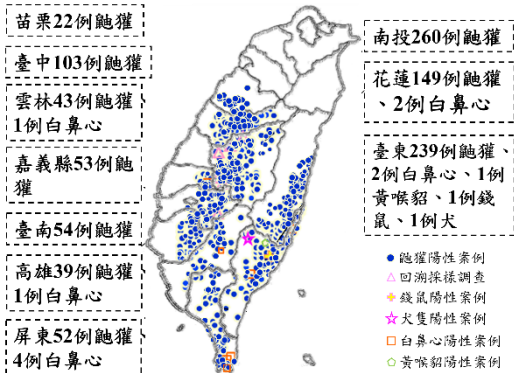 苗栗22例鼬獾
臺中103例鼬獾
雲林43例鼬獾
1例白鼻心
嘉義縣53例鼬
獾
臺南54例鼬獾
高雄39例鼬獾
1例白鼻心
屏東52例鼬獾
4例白鼻心
南投260例鼬獾
花蓮149例鼬獾
、2例白鼻心
臺東239例鼬獾、
2例白鼻心、1例
黃喉貂、1例錢
鼠、1例犬
鼬獾陽性案例
回溯採樣調查
錢鼠陽性案例
犬隻陽性案例
白鼻心陽性案例
黃喉貂陽性案例